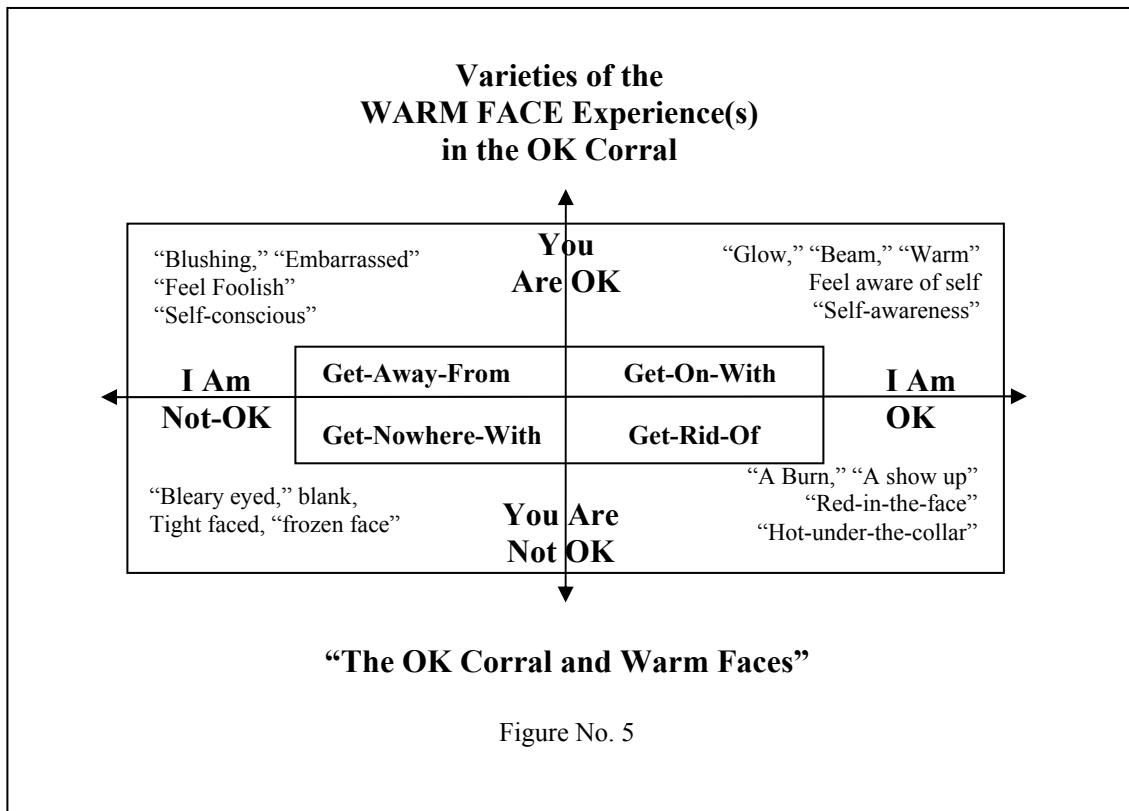 Varieties of the
WARM FACE Experience(s)
in the OK Corral
“Blushing,” “Embarrassed”
“Feel Foolish”
“Self-conscious”
You
Are OK
“Glow,” “Beam,” “Warm”
Feel aware of self
“Self-awareness”
I Am
Not-OK
Get-Away-From
Get-On-With
I Am
OK
Get-Nowhere-With
Get-Rid-Of
“Bleary eyed,” blank,
Tight faced, “frozen face”
You Are
Not OK
“A Burn,” “A show up”
“Red-in-the-face”
“Hot-under-the-collar”
“The OK Corral and Warm Faces”
Figure No. 5